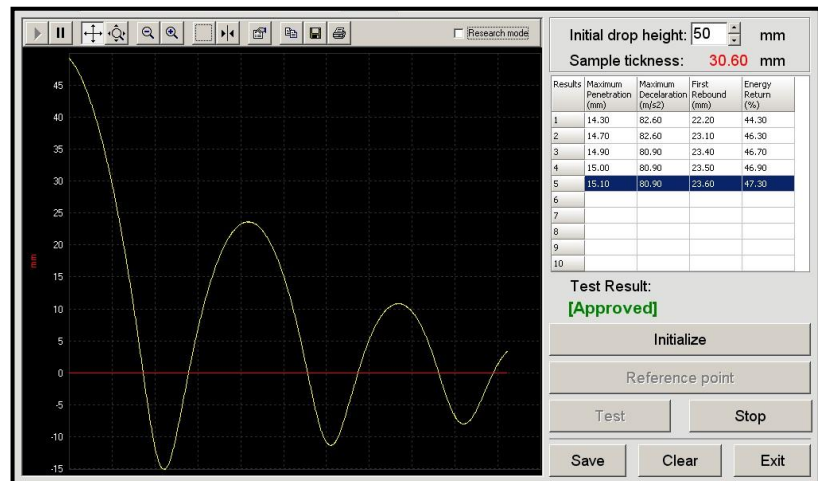 Research mode
45
40
35
30
25
20
15
10
5
0
-5
-10
-15
mm
Initial drop height: 50 mm
Sample tickness: 30.60 mm
Results Maximum Penetration (mm) Maximum Decelaration (m/s2) First Rebound (mm) Energy Return (%)
1 14.30 82.60 22.20 44.30
2 14.70 82.60 23.10 46.30
3 14.90 80.90 23.40 46.70
4 15.00 80.90 23.50 46.90
5 15.10 80.90 23.60 47.30
6
7
8
9
10
Test Result:
[Approved]
Initialize
Reference point
Test Stop
Save Clear Exit